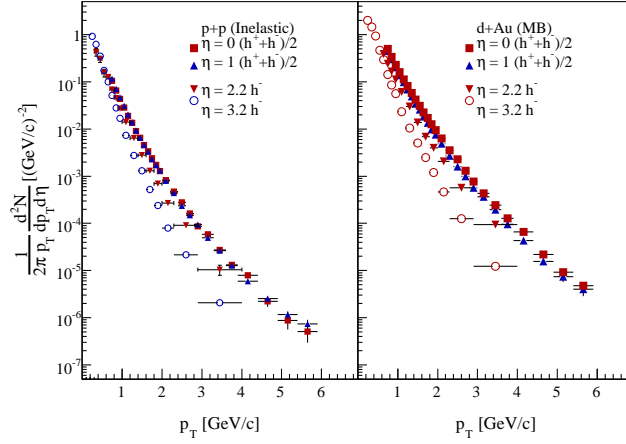 p+p (Inelastic)
η = 0 (h⁺+h⁻)/2
η = 1 (h⁺+h⁻)/2
η = 2.2 h⁻
η = 3.2 h⁻
d+Au (MB)
η = 0 (h⁺+h⁻)/2
η = 1 (h⁺+h⁻)/2
η = 2.2 h⁻
η = 3.2 h⁻
1/(2π p_T) d²N/(dp_T dη) [(GeV/c)⁻²]
1
10⁻¹
10⁻²
10⁻³
10⁻⁴
10⁻⁵
10⁻⁶
10⁻⁷
1 2 3 4 5 6
1 2 3 4 5 6
p_T [GeV/c]
p_T [GeV/c]